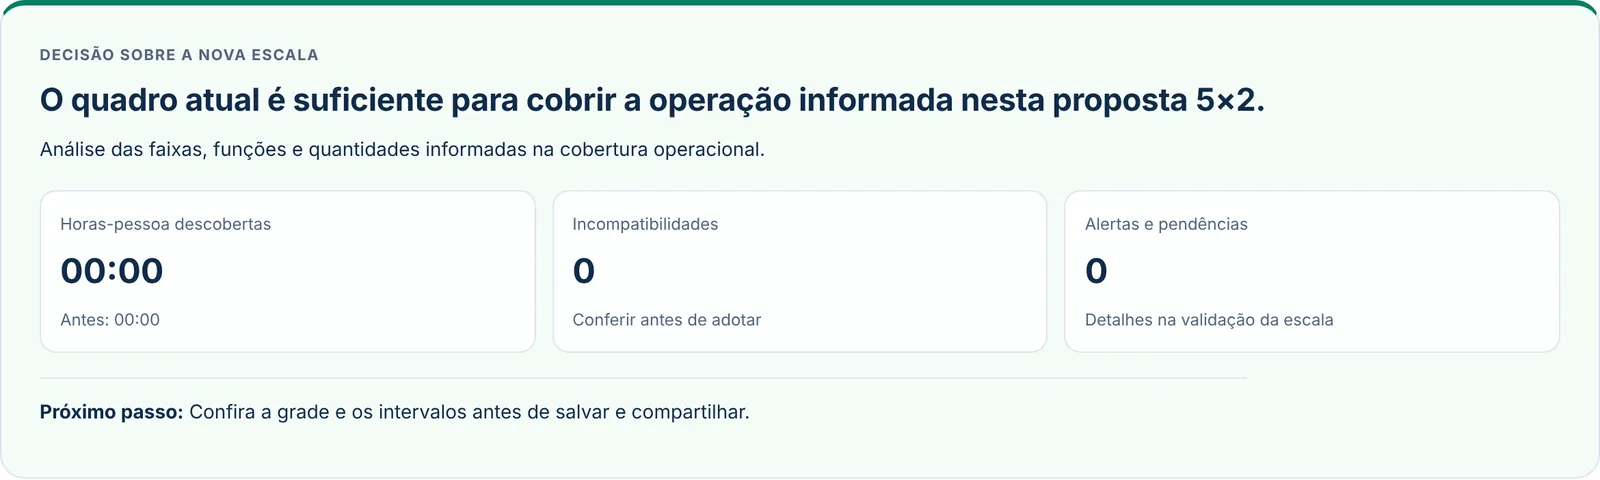 DECISÃO SOBRE A NOVA ESCALA
O quadro atual é suficiente para cobrir a operação informada nesta proposta 5×2.
Análise das faixas, funções e quantidades informadas na cobertura operacional.
Horas-pessoa descobertas
00:00
Antes: 00:00
Incompatibilidades
0
Conferir antes de adotar
Alertas e pendências
0
Detalhes na validação da escala
Próximo passo: Confira a grade e os intervalos antes de salvar e compartilhar.